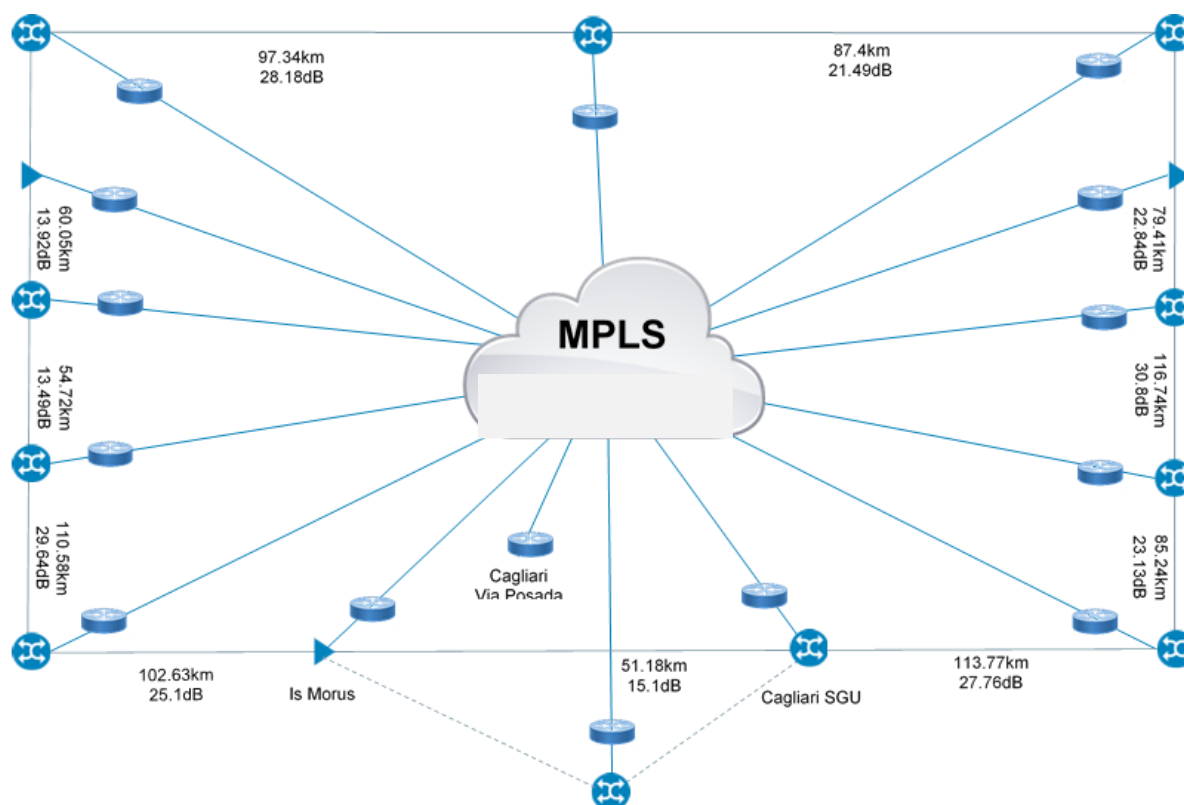 97.34km
28.18dB
87.4km
21.49dB
60.05km
13.92dB
79.41km
22.84dB
MPLS
54.72km
13.49dB
116.74km
30.8dB
110.58km
29.64dB
Cagliari
Via Posada
85.24km
23.13dB
102.63km
25.1dB
Is Morus
51.18km
15.1dB
Cagliari SGU
113.77km
27.76dB